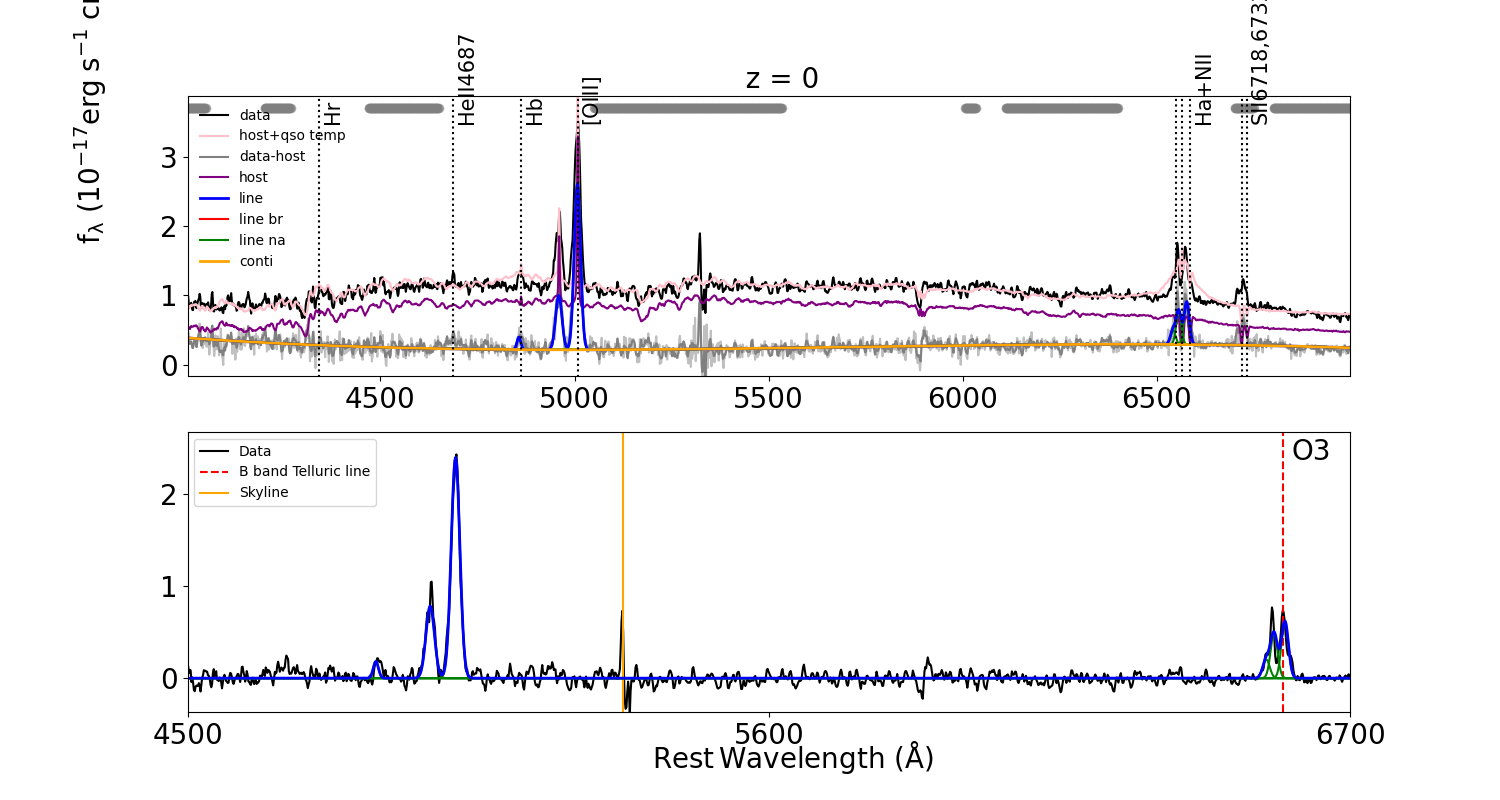 z = 0
Hr
HeII4687
Hb
[OIII]
Ha+NII
SII6718,673
f_λ (10^−17 erg s^−1 c
data
host+qso temp
data-host
host
line
line br
line na
conti
3
2
1
0
4500 5000 5500 6000 6500
Data
B band Telluric line
Skyline
O3
2
1
0
4500 5600 6700
Rest Wavelength (Å)